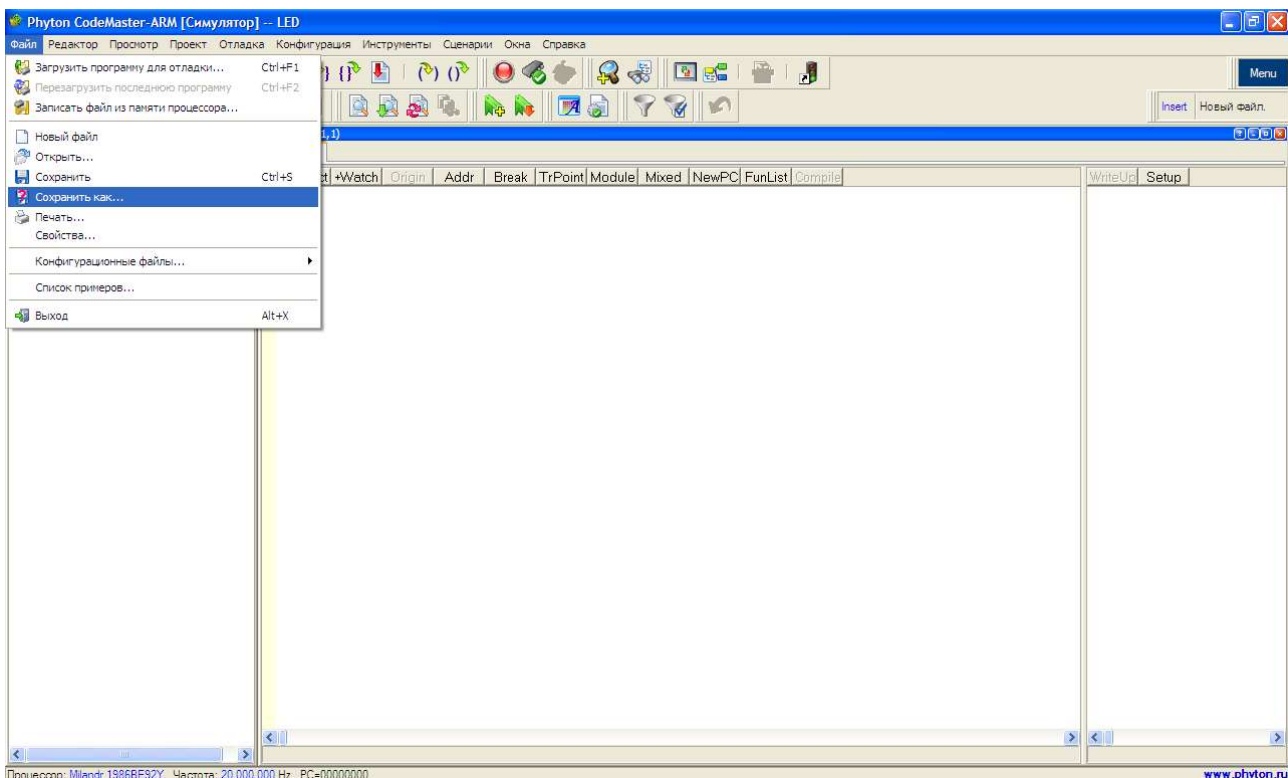 Phyton CodeMaster-ARM [Симулятор] -- LED
Файл Редактор Просмотр Проект Отладка Конфигурация Инструменты Сценарии Окна Справка
Загрузить программу для отладки... Ctrl+F1
Перезагрузить последнюю программу Ctrl+F2
Записать файл из памяти процессора...
Menu
Insert Новый файл.
1,1)
Новый файл
Открыть...
Сохранить Ctrl+S
Сохранить как...
Печать...
Свойства...
Конфигурационные файлы...
Список примеров...
Выход Alt+X
+Watch Origin Addr Break TrPoint Module Mixed NewPC FunList Compile
WriteUp Setup
Процессор: Milandr 1986BE92Y Частота: 20 000 000 Hz PC=00000000
www.phyton.ru